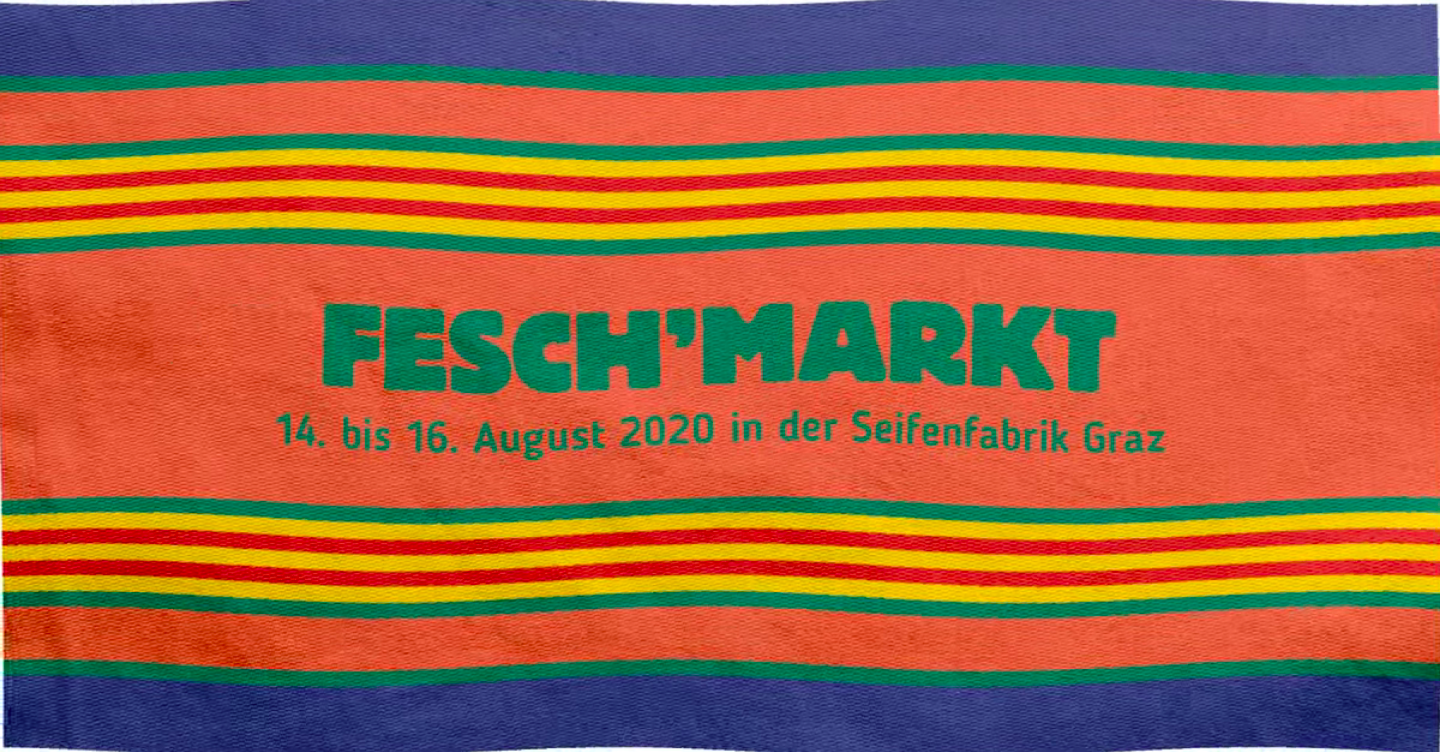 FESCH'MARKT
14. bis 16. August 2020 in der Seifenfabrik Graz